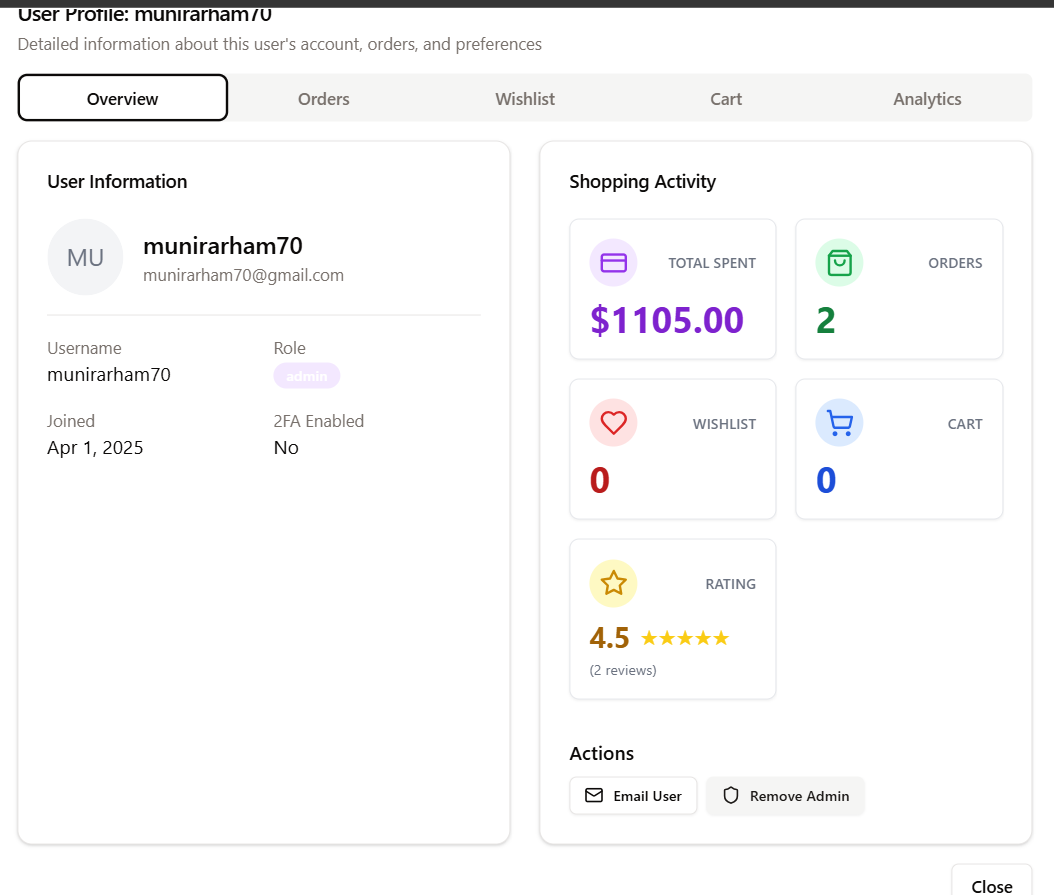 User Profile: munirarham70
Detailed information about this user's account, orders, and preferences
Overview
Orders
Wishlist
Cart
Analytics
User Information
MU
munirarham70
munirarham70@gmail.com
Username
munirarham70
Role
admin
Joined
Apr 1, 2025
2FA Enabled
No
Shopping Activity
TOTAL SPENT
$1105.00
ORDERS
2
WISHLIST
0
CART
0
RATING
4.5 ★★★★★
(2 reviews)
Actions
Email User
Remove Admin
Close